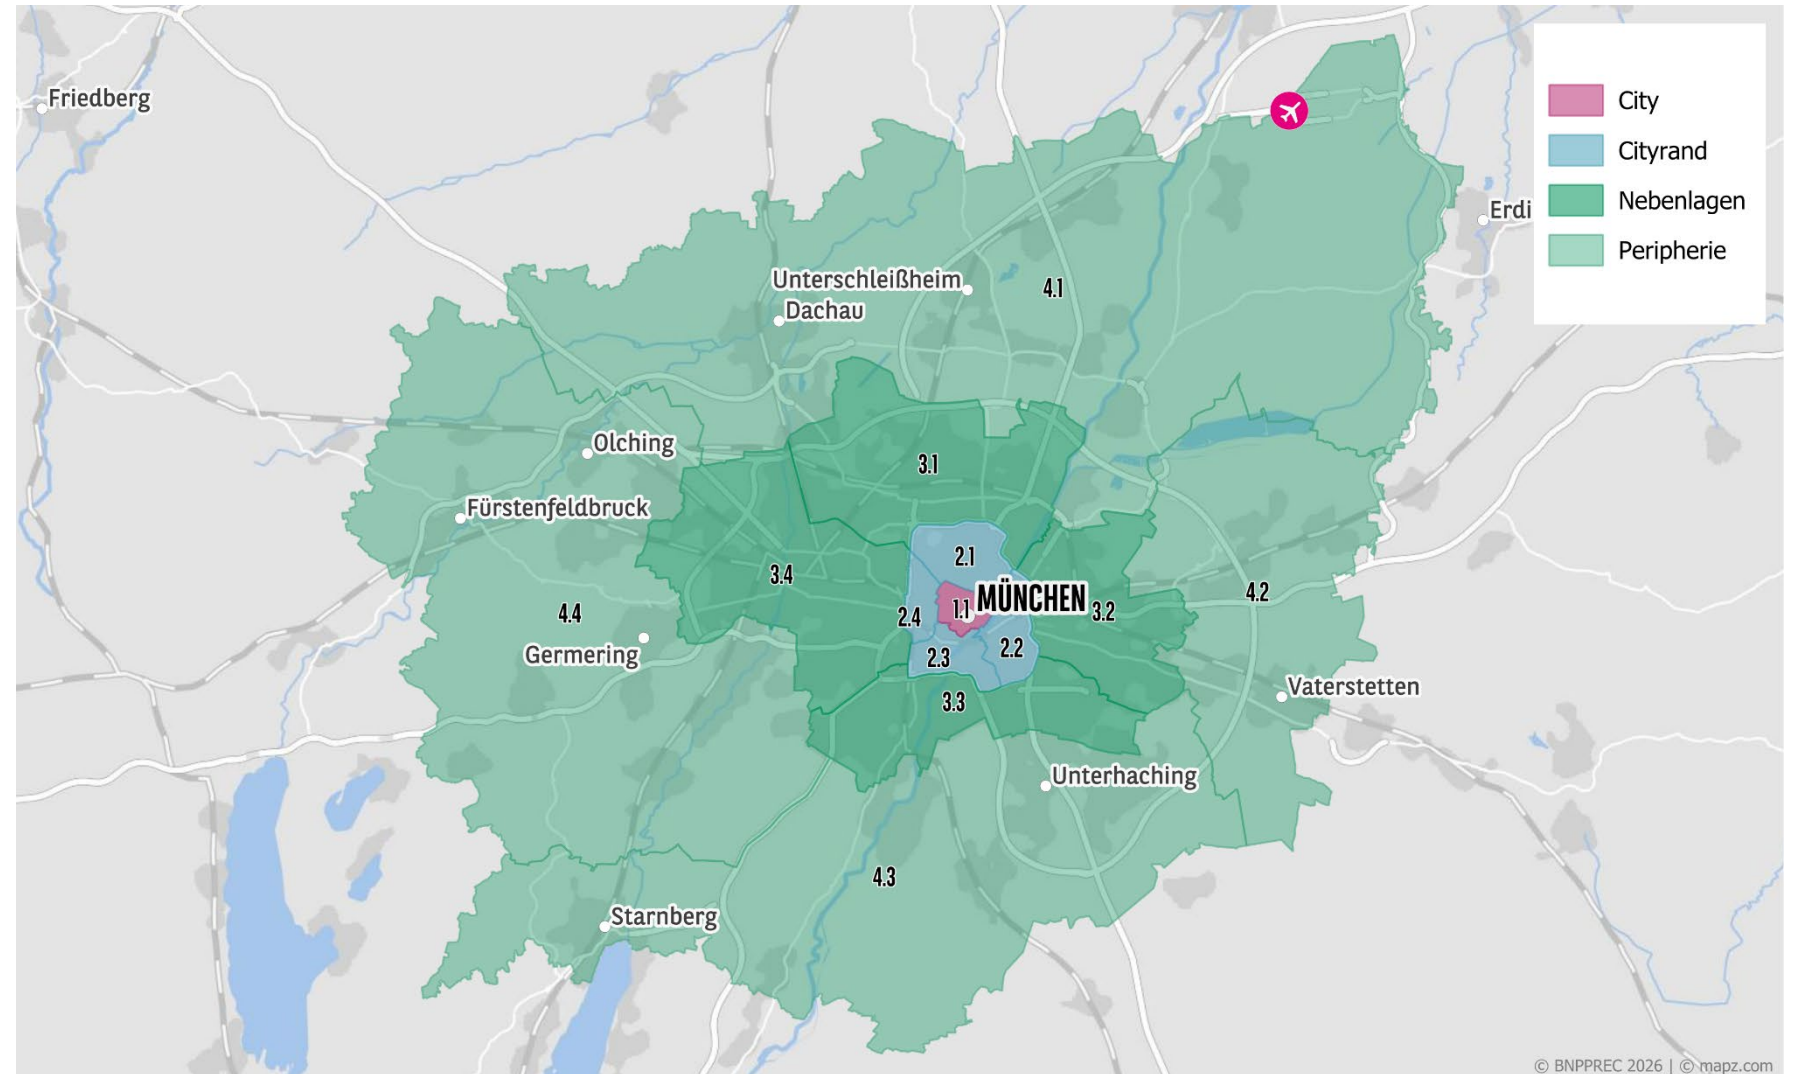 Friedberg
City
Cityrand
Nebenlagen
Peripherie
Erdi
Unterschleißheim
4.1
Dachau
Olching
3.1
Fürstenfeldbruck
2.1
3.4
4.2
4.4
2.4
1.1
MÜNCHEN
3.2
Germering
2.3
2.2
Vaterstetten
3.3
Unterhaching
4.3
Starnberg
© BNPPREC 2026 | © mapz.com